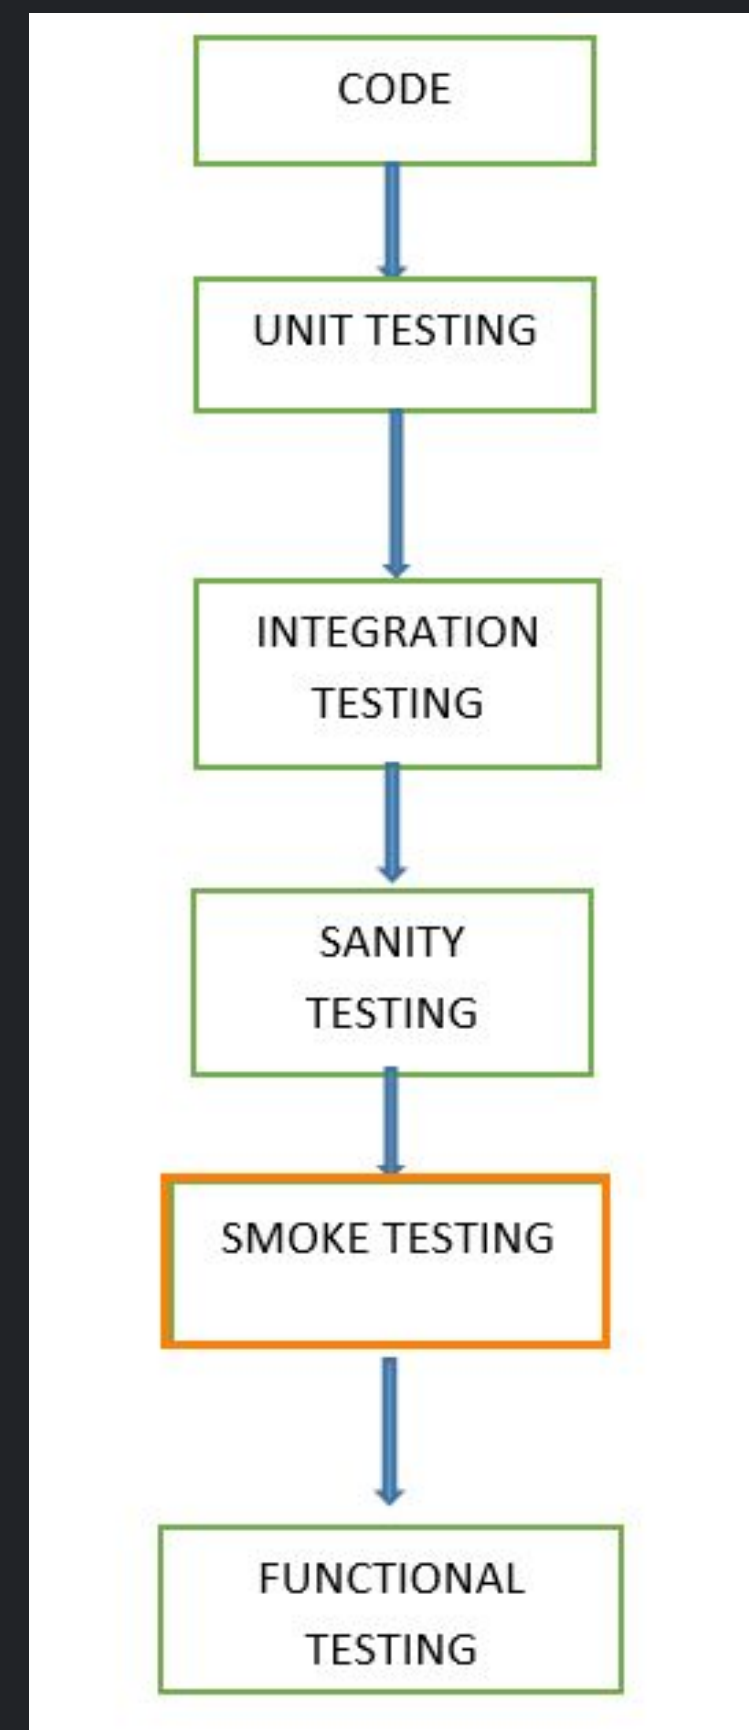 CODE
UNIT TESTING
INTEGRATION
TESTING
SANITY
TESTING
SMOKE TESTING
FUNCTIONAL
TESTING